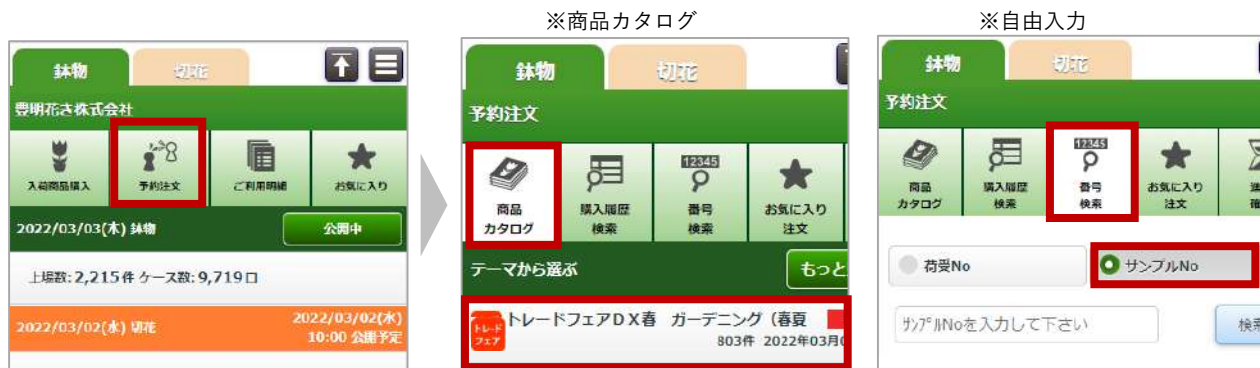 ※商品カタログ
※自由入力
鉢物
切花
豊明花き株式会社
入荷商品購入
予約注文
ご利用明細
お気に入り
2022/03/03(木) 鉢物
公開中
上場数: 2,215件 ケース数: 9,719口
2022/03/02(水) 切花
2022/03/02(水)
10:00 公開予定
鉢物
切花
予約注文
商品
カタログ
購入履歴
検索
12345
番号
検索
お気に入り
注文
テーマから選ぶ
もっと
トレード
フェア
トレードフェアDX春 ガーデニング（春夏
803件 2022年03月
鉢物
切花
予約注文
商品
カタログ
購入履歴
検索
12345
番号
検索
お気に入り
注文
荷受No
サンプルNo
ｻﾝﾌﾟﾙNoを入力して下さい
検索